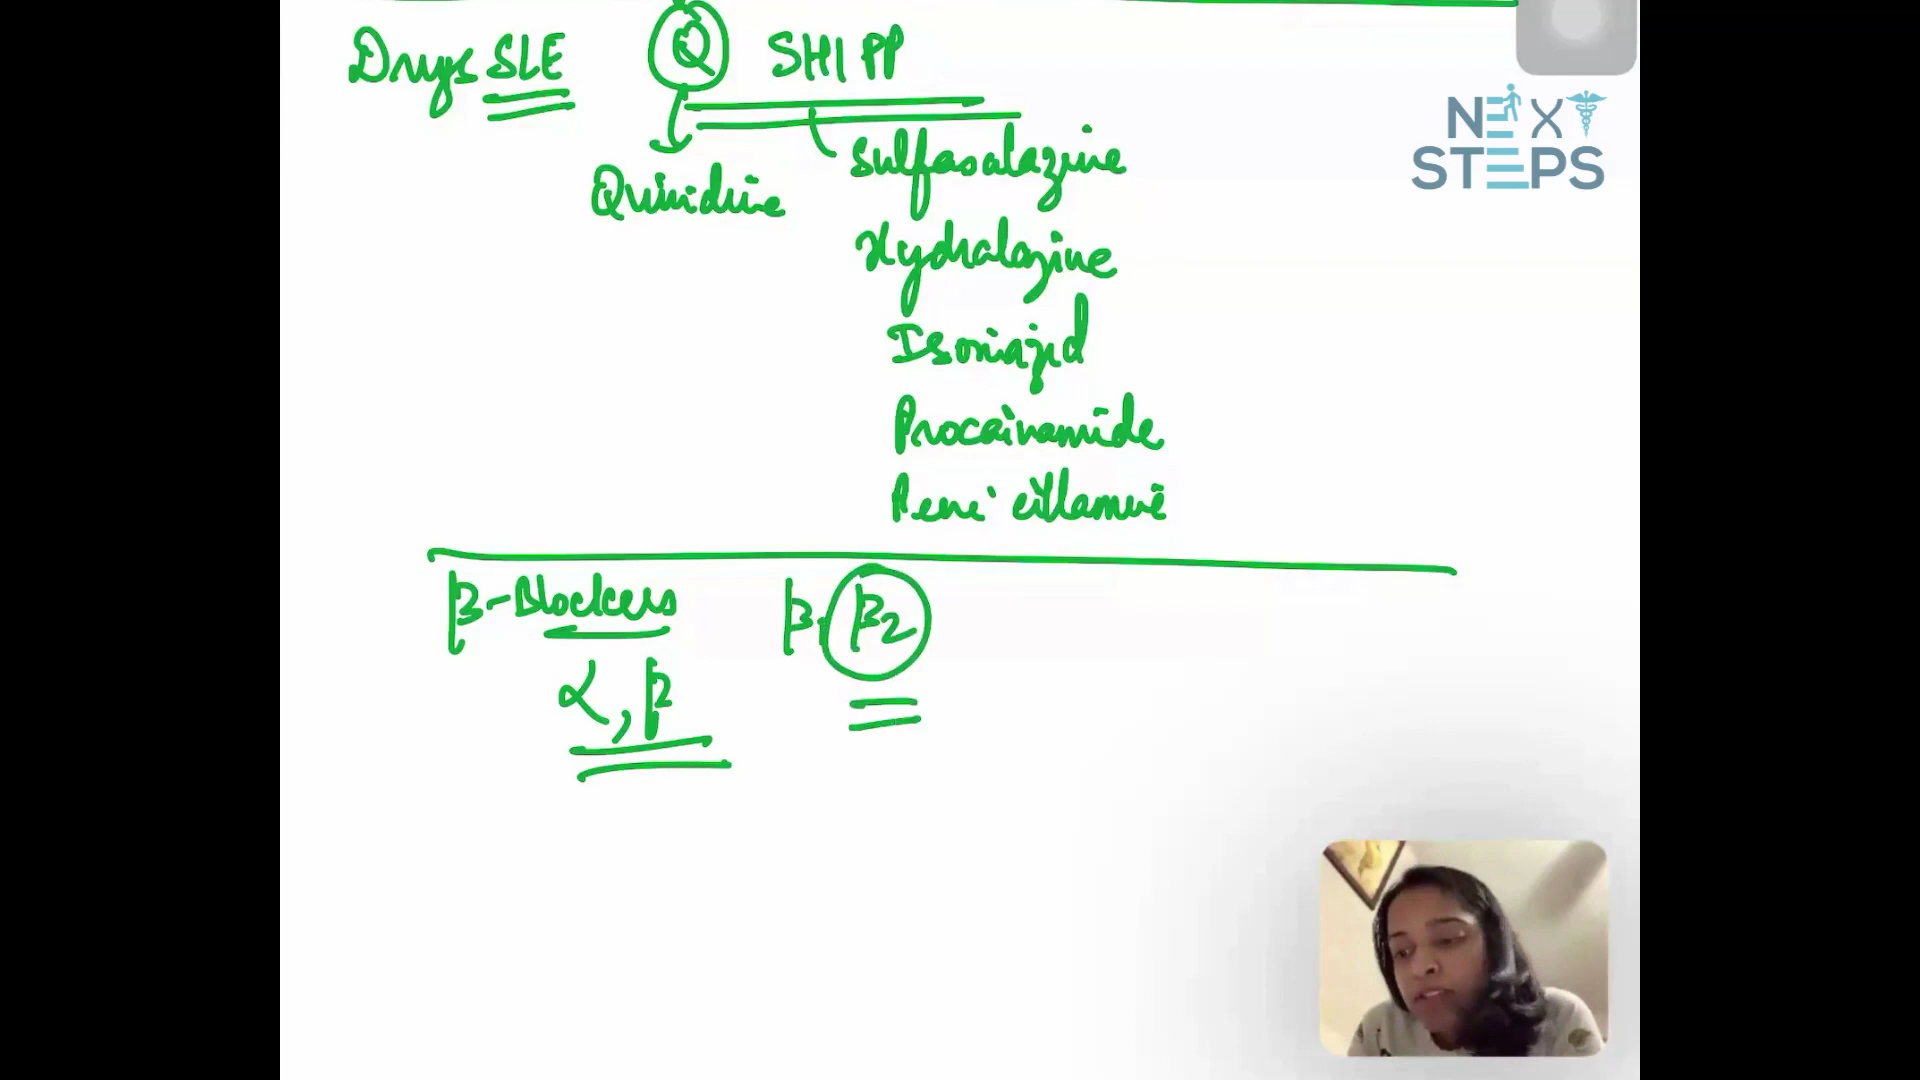 Drugs SLE Q SHIPP
NEXT
STEPS
Sulfasalazine
Quinidine
Hydralazine
Isoniazid
Procainamide
Penicillamine
β-Blockers β1 β2
α, β